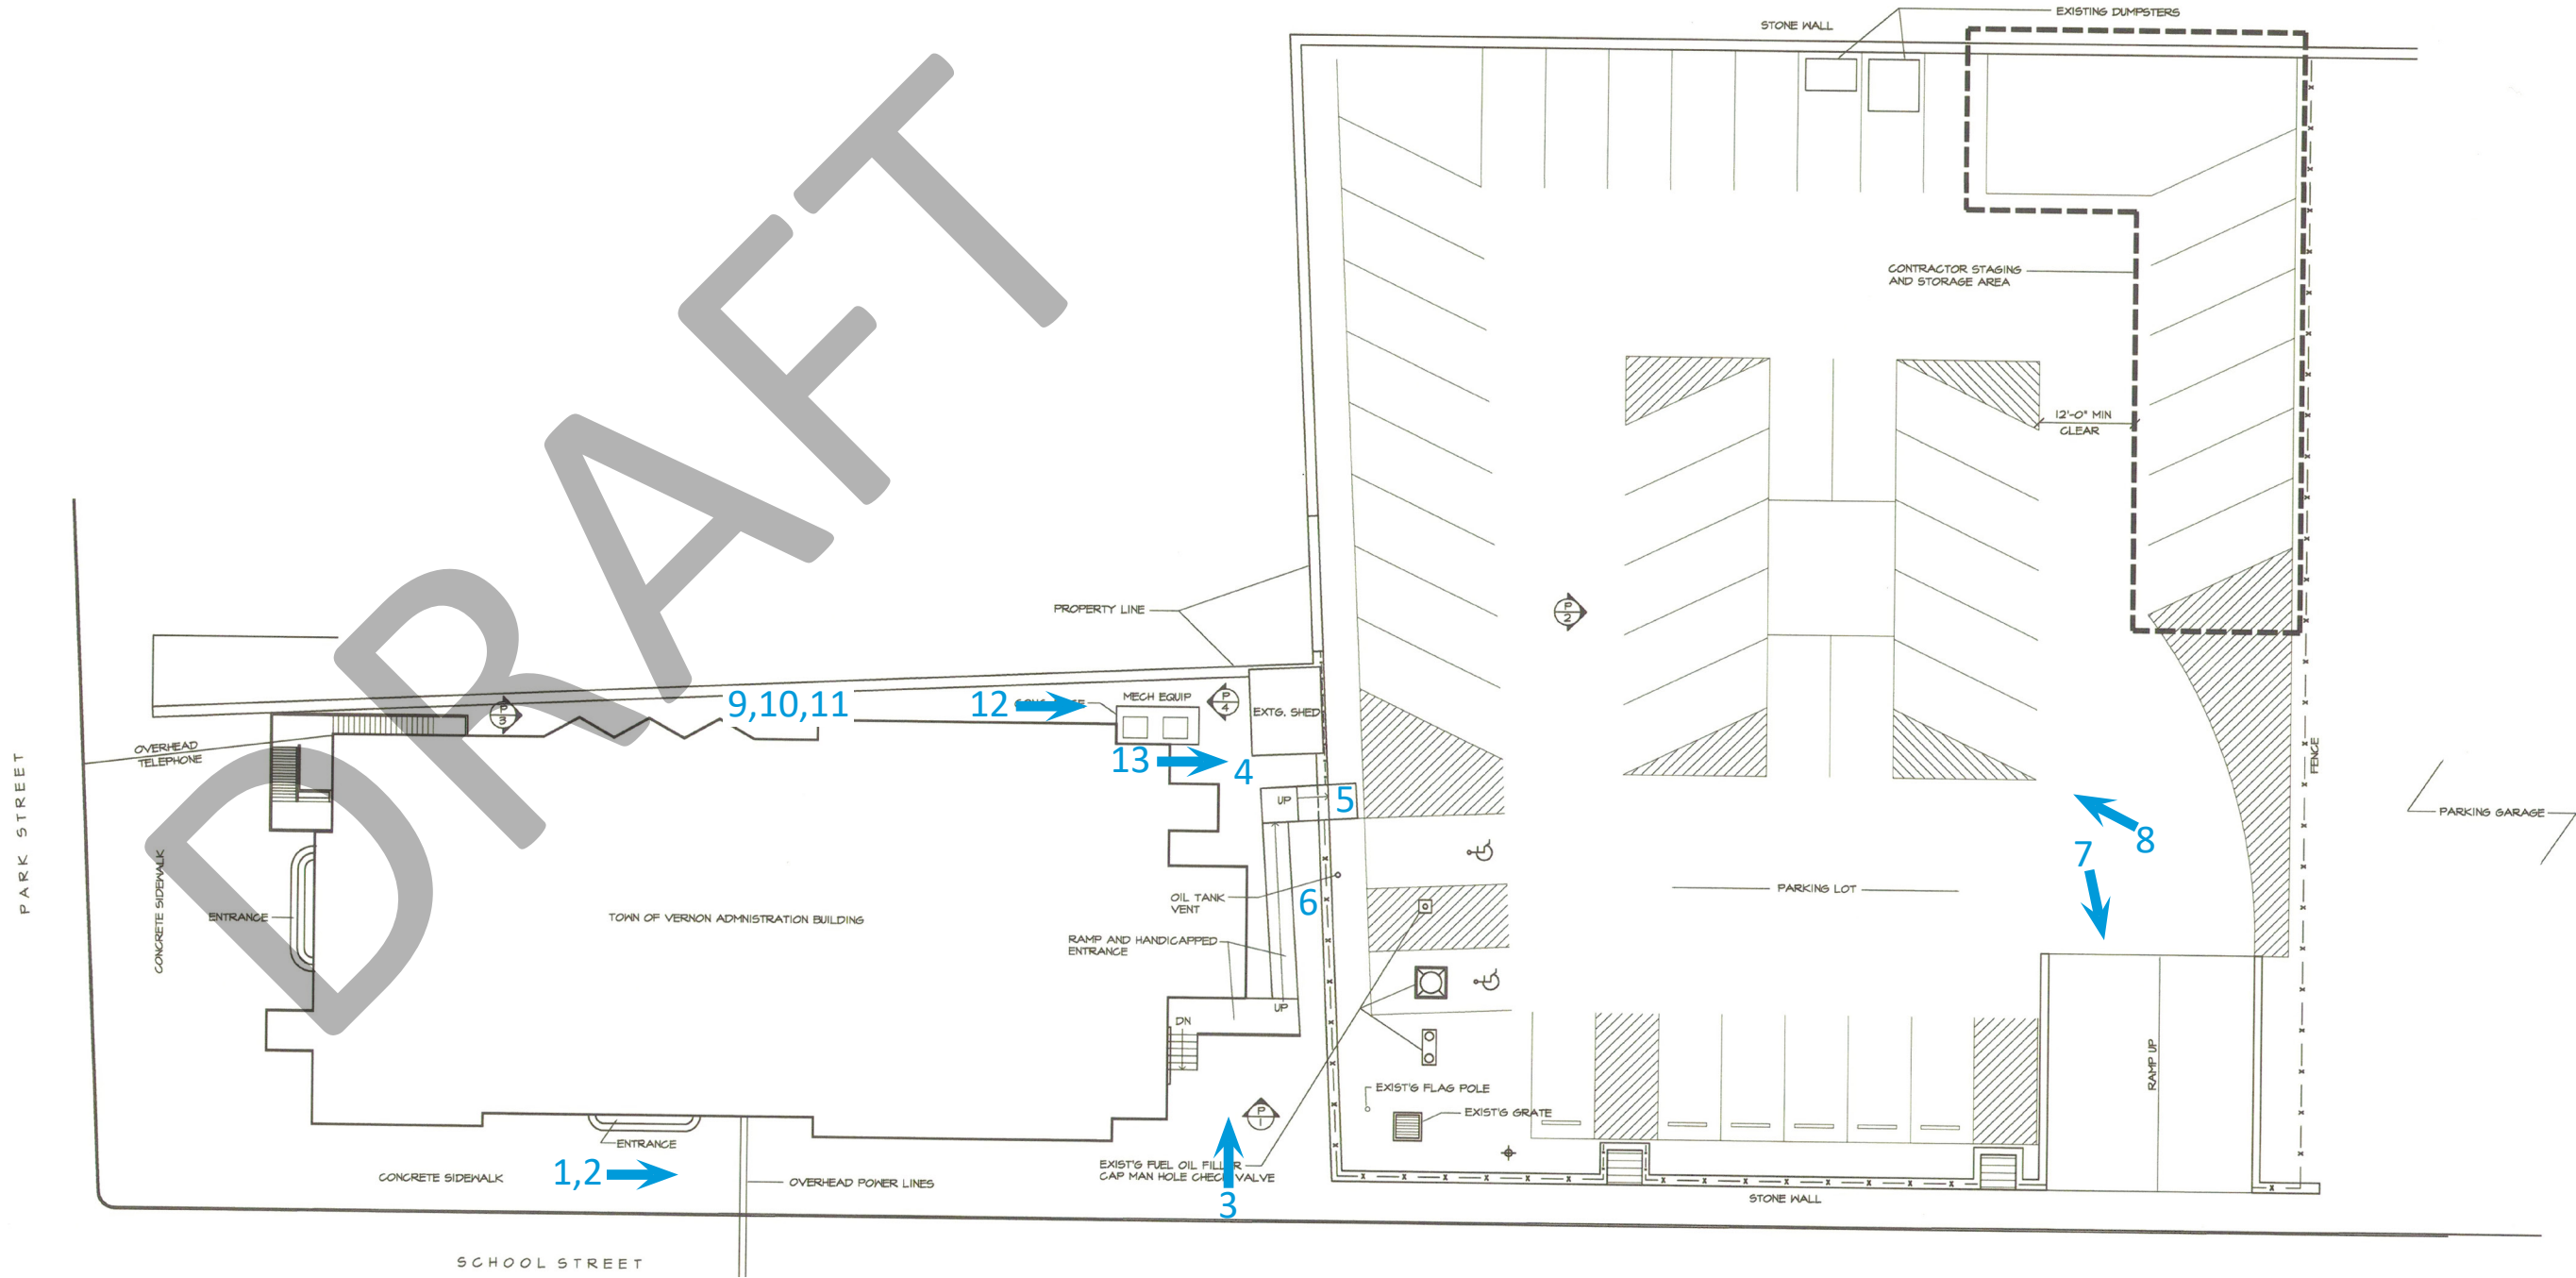 STONE WALL
EXISTING DUMPSTERS
CONTRACTOR STAGING
AND STORAGE AREA
12'-0" MIN
CLEAR
PROPERTY LINE
P
2
DRAFT
9,10,11
12
MECH EQUIP
P
3
P
4
EXTG. SHED
OVERHEAD
TELEPHONE
13
4
UP
5
FENCE
PARKING GARAGE
PARK STREET
CONCRETE SIDEWALK
ENTRANCE
TOWN OF VERNON ADMNISTRATION BUILDING
OIL TANK
VENT
6
RAMP AND HANDICAPPED
ENTRANCE
UP
DN
PARKING LOT
7
8
RAMP UP
EXIST'G FLAG POLE
EXIST'G GRATE
P
1
ENTRANCE
1,2
CONCRETE SIDEWALK
OVERHEAD POWER LINES
EXIST'G FUEL OIL FILLER
CAP MAN HOLE CHECK VALVE
3
STONE WALL
SCHOOL STREET